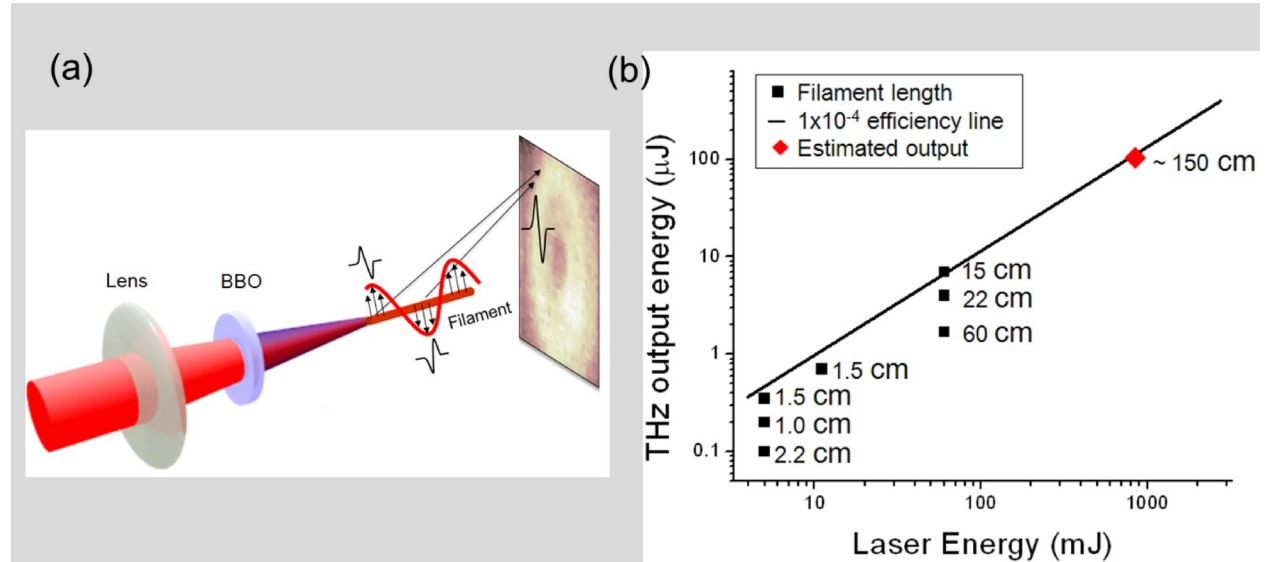 (a)
Lens
BBO
Filament
(b)
THz output energy (μJ)
100
10
1
0.1
■ Filament length
— 1x10⁻⁴ efficiency line
◆ Estimated output
~ 150 cm
15 cm
22 cm
60 cm
1.5 cm
1.5 cm
1.0 cm
2.2 cm
10
100
1000
Laser Energy (mJ)